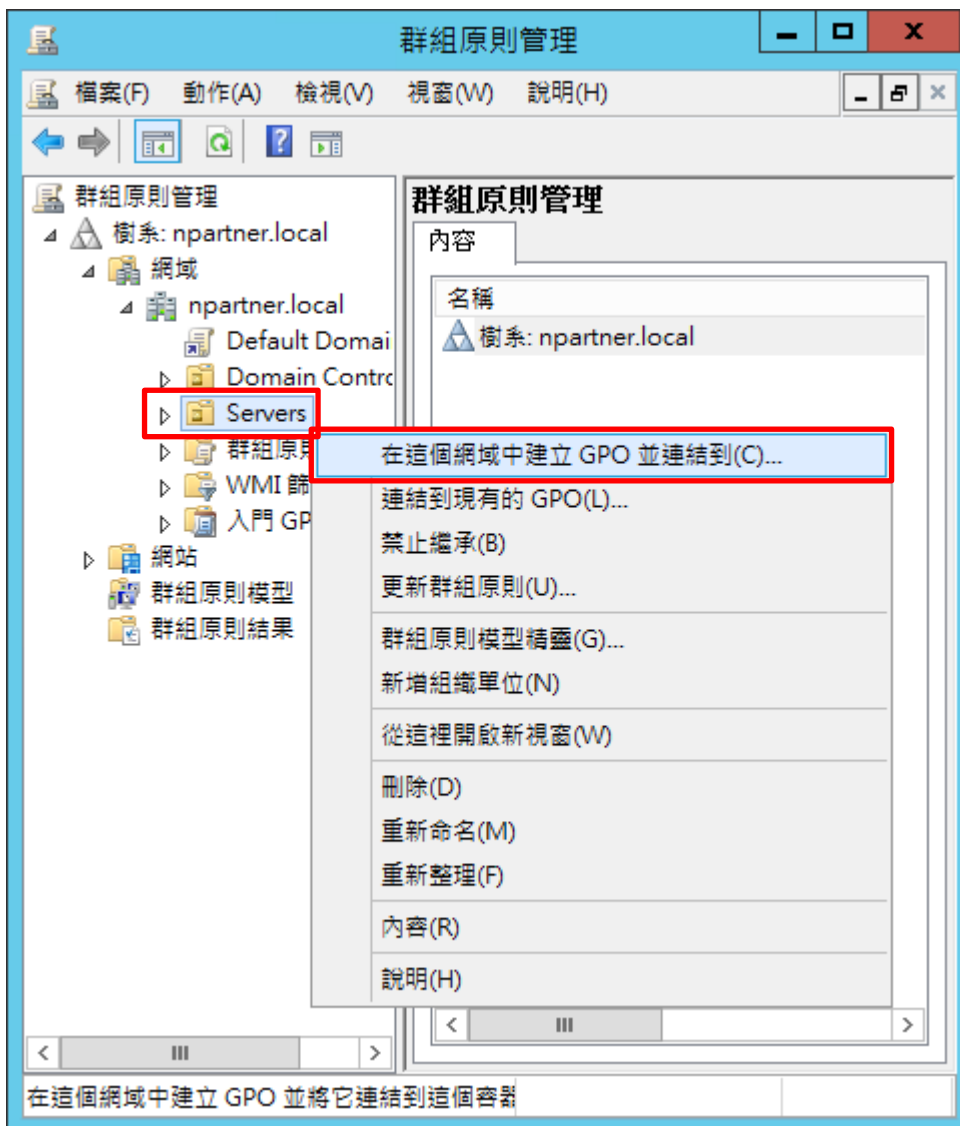 群組原則管理
檔案(F) 動作(A) 檢視(V) 視窗(W) 說明(H)
群組原則管理
樹系: npartner.local
網域
npartner.local
Default Domai
Domain Contrc
Servers
群組原則
WMI 篩
入門 GP
網站
群組原則模型
群組原則結果
群組原則管理
內容
名稱
樹系: npartner.local
在這個網域中建立 GPO 並連結到(C)...
連結到現有的 GPO(L)...
禁止繼承(B)
更新群組原則(U)...
群組原則模型精靈(G)...
新增組織單位(N)
從這裡開啟新視窗(W)
刪除(D)
重新命名(M)
重新整理(F)
內容(R)
說明(H)
在這個網域中建立 GPO 並將它連結到這個容器